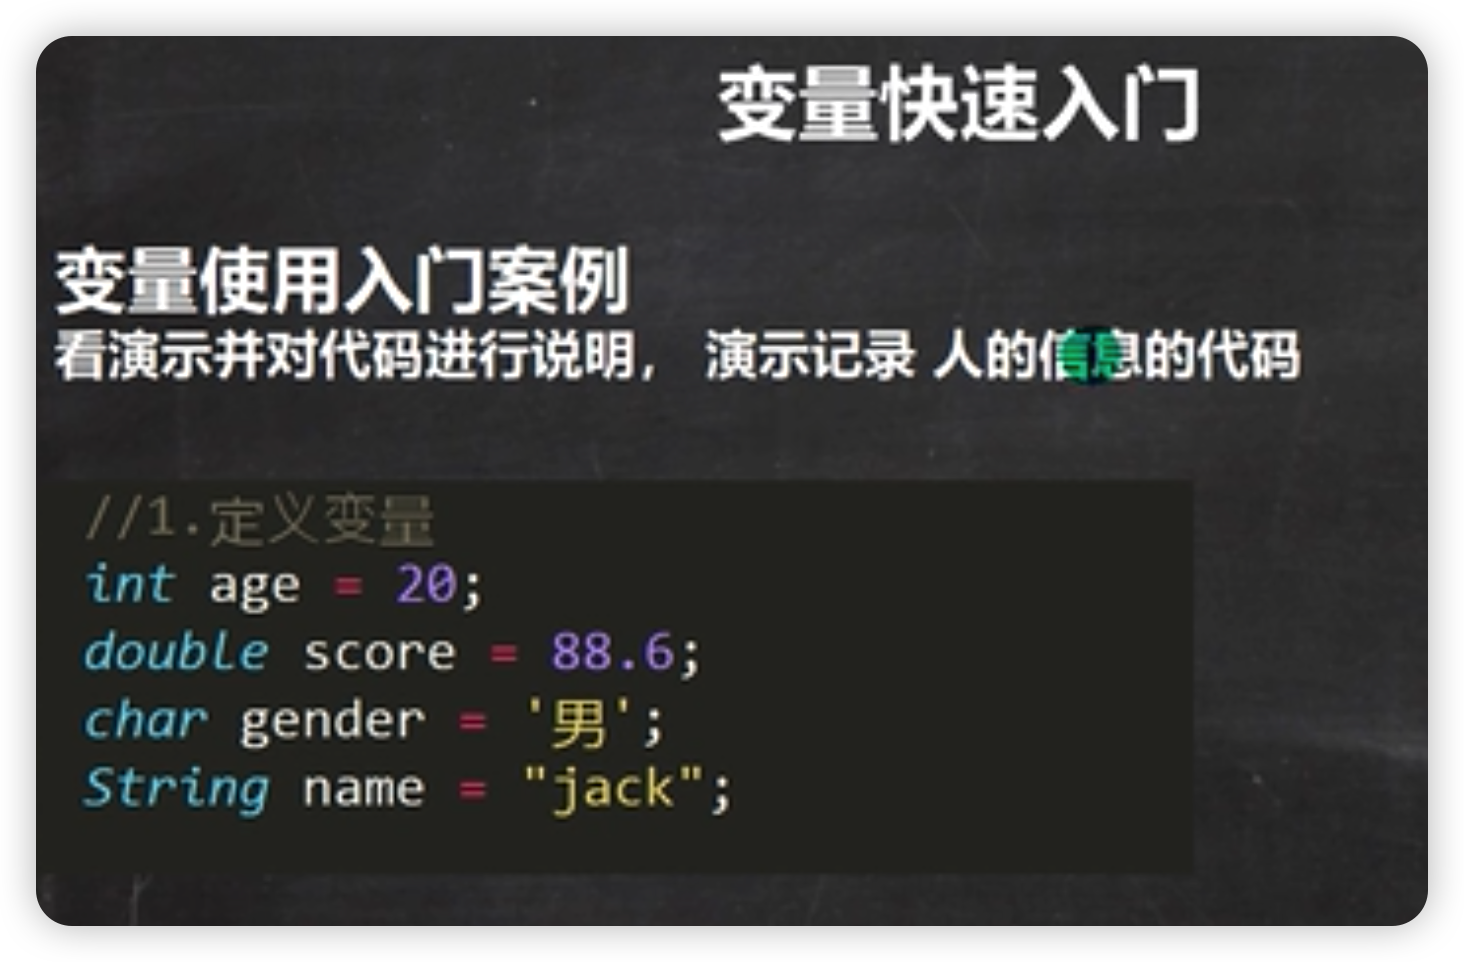 变量快速入门
变量使用入门案例
看演示并对代码进行说明， 演示记录 人的信息的代码
//1.定义变量
int age = 20;
double score = 88.6;
char gender = '男';
String name = "jack";